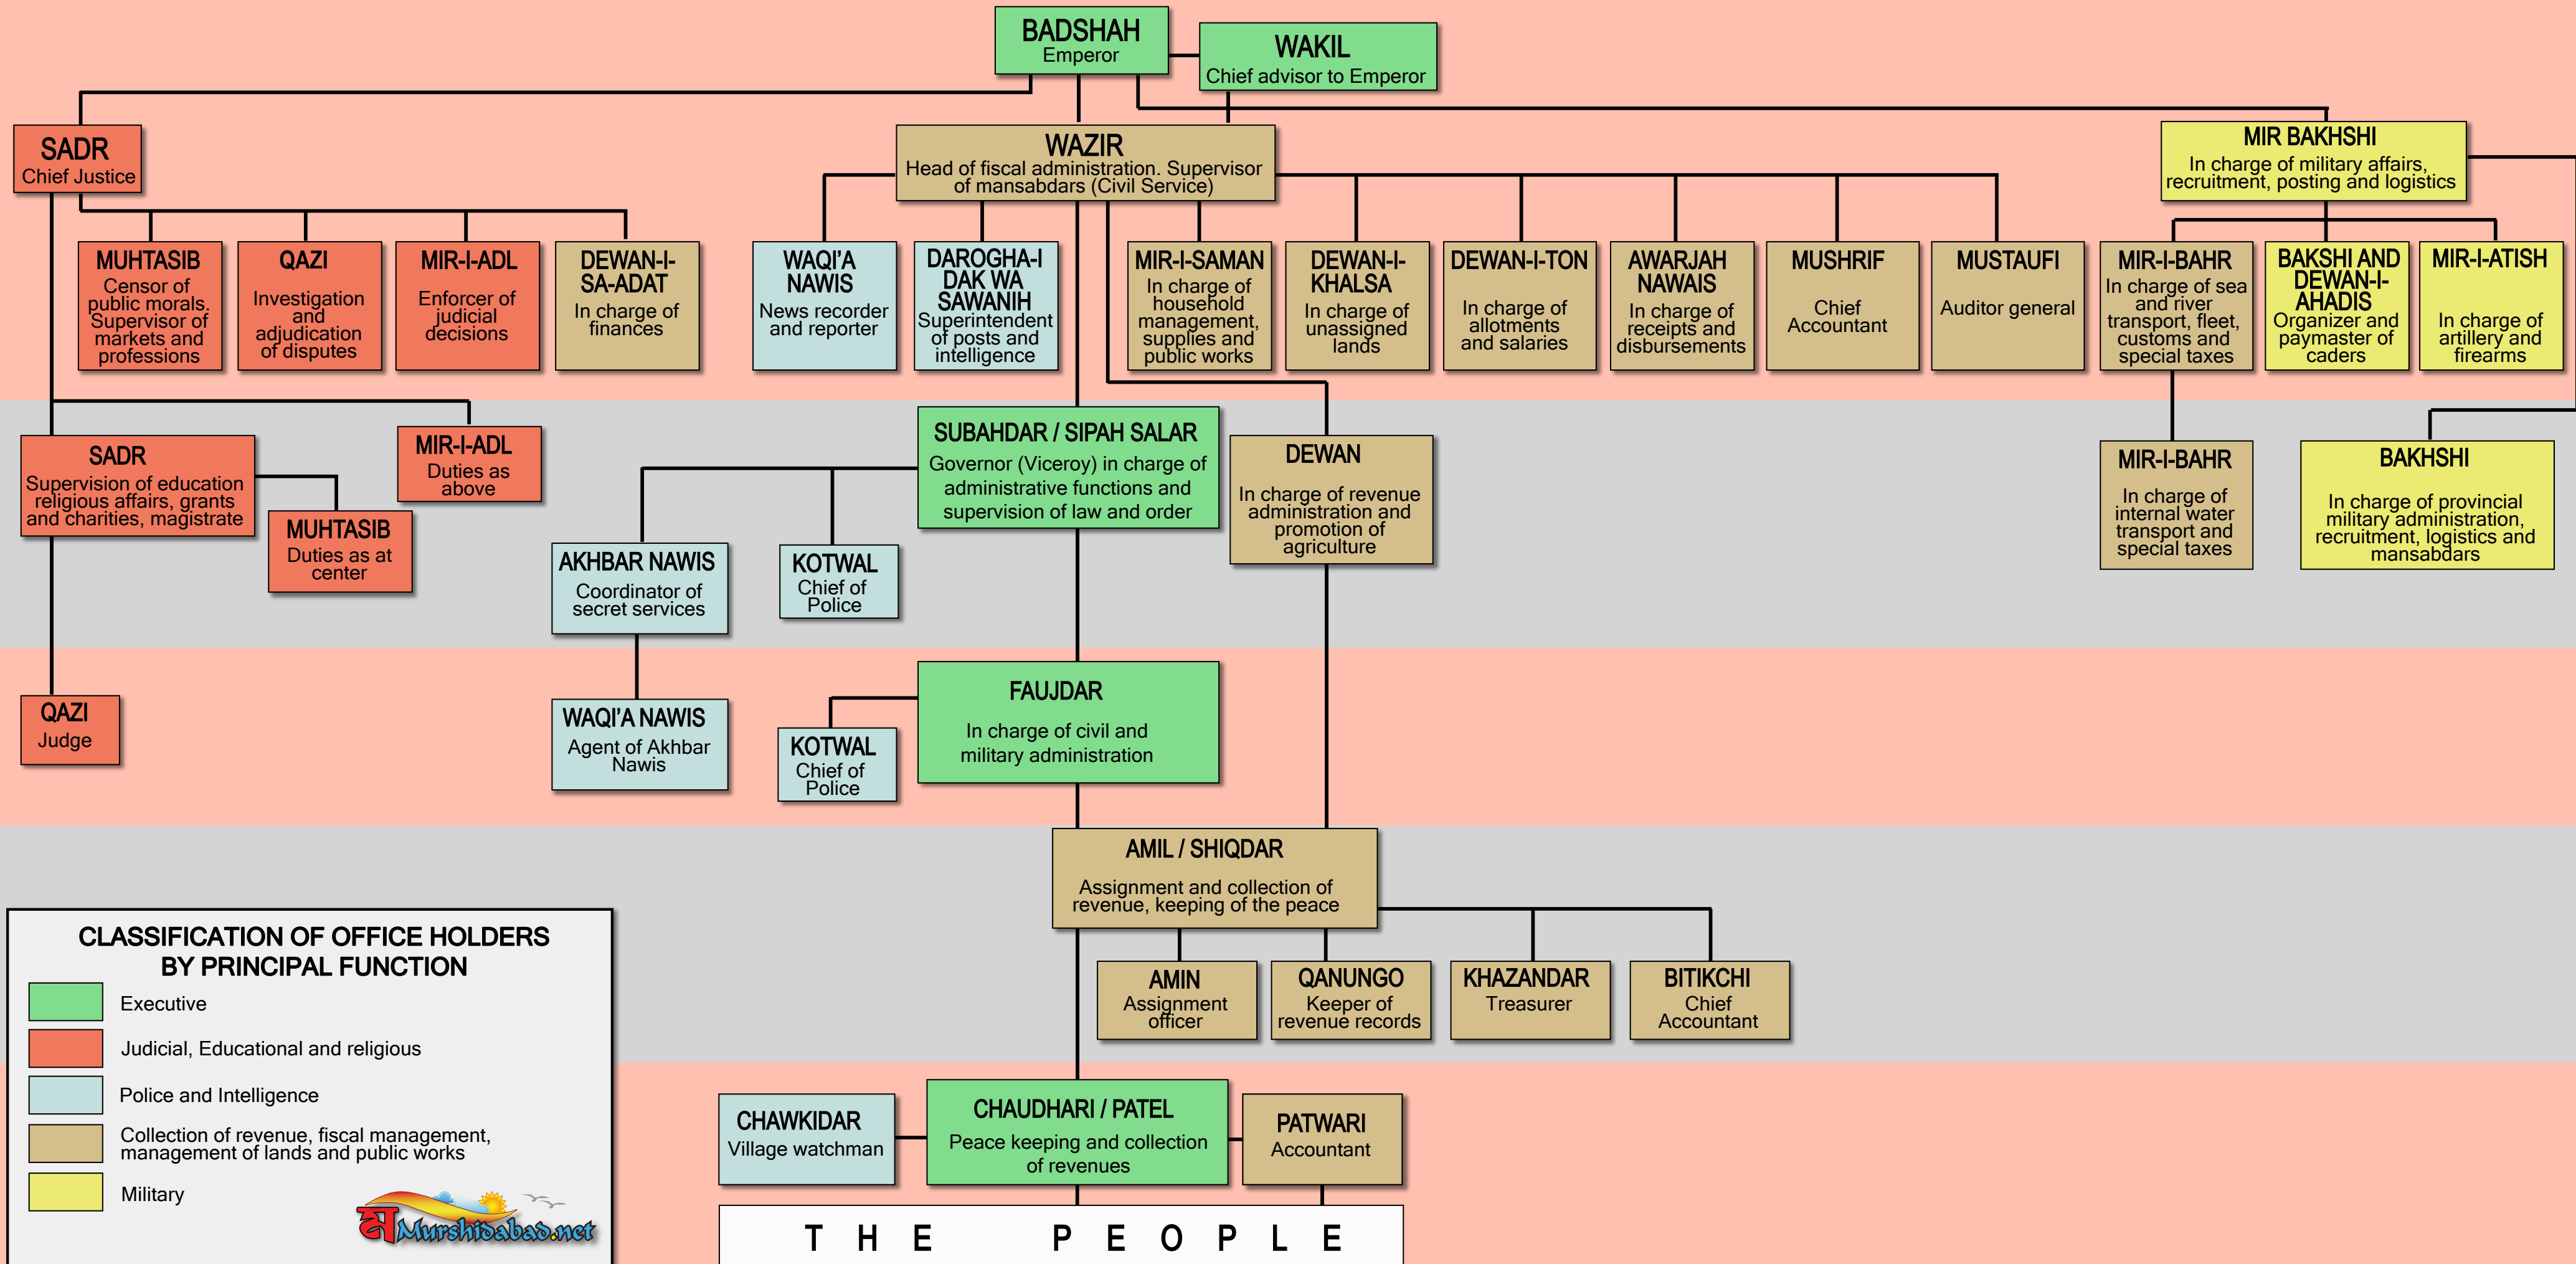 BADSHAH
Emperor
WAKIL
Chief advisor to Emperor
SADR
Chief Justice
WAZIR
Head of fiscal administration. Supervisor
of mansabdars (Civil Service)
MIR BAKHSHI
In charge of military affairs,
recruitment, posting and logistics
MUHTASIB
Censor of
public morals.
Supervisor of
markets and
professions
QAZI
Investigation
and
adjudication
of disputes
MIR-I-ADL
Enforcer of
judicial
decisions
DEWAN-I-
SA-ADAT
In charge of
finances
WAQI'A
NAWIS
News recorder
and reporter
DAROGHA-I
DAK WA
SAWANIH
Superintendent
of posts and
intelligence
MIR-I-SAMAN
In charge of
household
management,
supplies and
public works
DEWAN-I-
KHALSA
In charge of
unassigned
lands
DEWAN-I-TON
In charge of
allotments
and salaries
AWARJAH
NAWAIS
In charge of
receipts and
disbursements
MUSHRIF
Chief
Accountant
MUSTAUFI
Auditor general
MIR-I-BAHR
In charge of sea
and river
transport, fleet,
customs and
special taxes
BAKSHI AND
DEWAN-I-
AHADIS
Organizer and
paymaster of
caders
MIR-I-ATISH
In charge of
artillery and
firearms
SADR
Supervision of education
religious affairs, grants
and charities, magistrate
MIR-I-ADL
Duties as
above
MUHTASIB
Duties as at
center
SUBAHDAR / SIPAH SALAR
Governor (Viceroy) in charge of
administrative functions and
supervision of law and order
DEWAN
In charge of revenue
administration and
promotion of
agriculture
MIR-I-BAHR
In charge of
internal water
transport and
special taxes
BAKHSHI
In charge of provincial
military administration,
recruitment, logistics and
mansabdars
AKHBAR NAWIS
Coordinator of
secret services
KOTWAL
Chief of
Police
QAZI
Judge
WAQI'A NAWIS
Agent of Akhbar
Nawis
KOTWAL
Chief of
Police
FAUJDAR
In charge of civil and
military administration
AMIL / SHIQDAR
Assignment and collection of
revenue, keeping of the peace
AMIN
Assignment
officer
QANUNGO
Keeper of
revenue records
KHAZANDAR
Treasurer
BITIKCHI
Chief
Accountant
CHAWKIDAR
Village watchman
CHAUDHARI / PATEL
Peace keeping and collection
of revenues
PATWARI
Accountant
THE PEOPLE
CLASSIFICATION OF OFFICE HOLDERS
BY PRINCIPAL FUNCTION
Executive
Judicial, Educational and religious
Police and Intelligence
Collection of revenue, fiscal management,
management of lands and public works
Military
ম Murshidabad.net